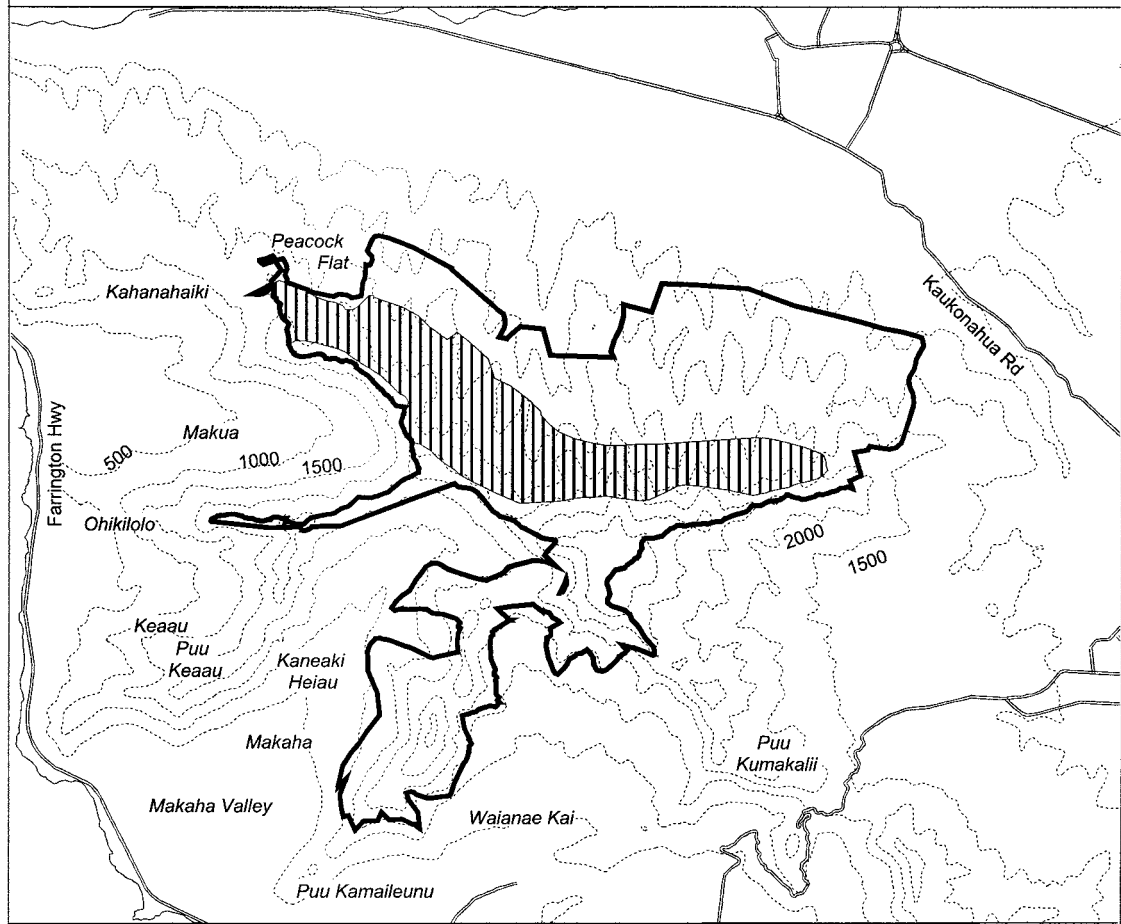 Peacock
Flat
Kahanahaiki
Kaukonahua Rd
Makua
500
1000
1500
Farrington Hwy
Ohikilolo
2000
1500
Keaau
Puu
Keaau
Kaneaki
Heiau
Makaha
Puu
Kumakalii
Makaha Valley
Waianae Kai
Puu Kamaileunu